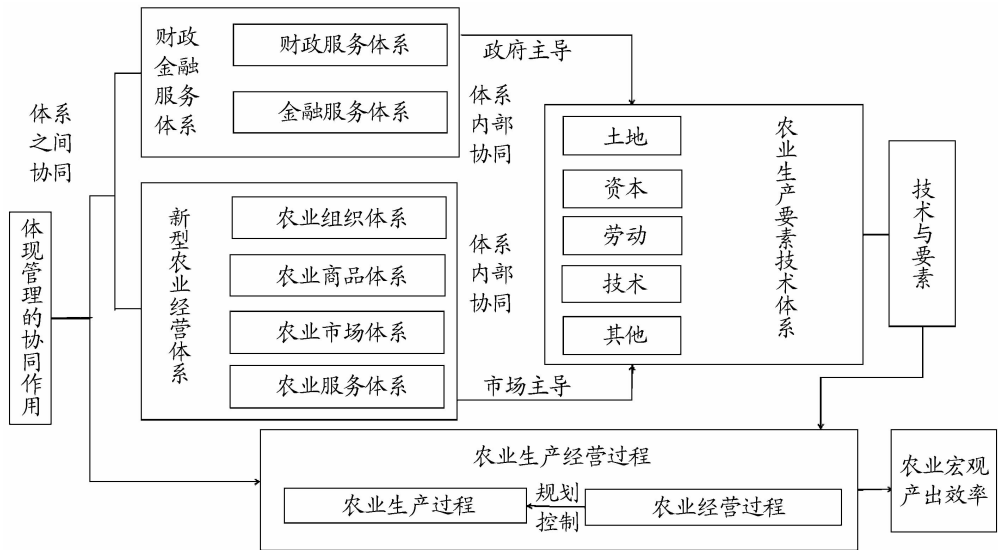 体现管理的协同作用
体系
之间
协同
财政
金融
服务
体系
财政服务体系
金融服务体系
新型农业经营体系
农业组织体系
农业商品体系
农业市场体系
农业服务体系
政府主导
体系
内部
协同
体系
内部
协同
市场主导
土地
资本
劳动
技术
其他
农业生产要素技术体系
技术与要素
农业生产经营过程
农业生产过程
规划
控制
农业经营过程
农业宏观
产出效率